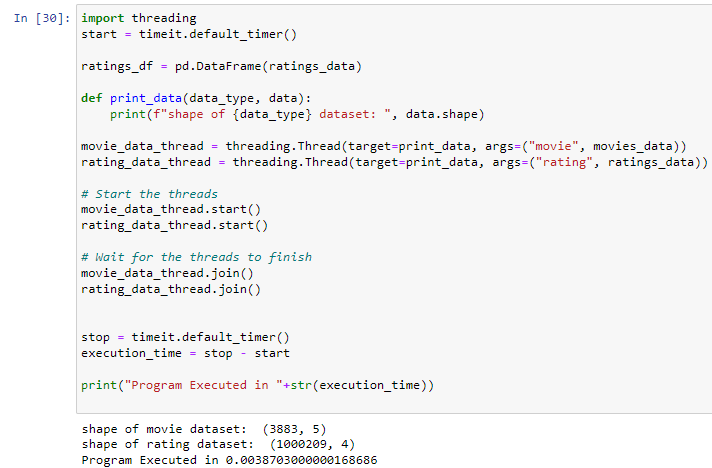 In [30]: import threading
start = timeit.default_timer()
ratings_df = pd.DataFrame(ratings_data)
def print_data(data_type, data):
    print(f"shape of {data_type} dataset: ", data.shape)
movie_data_thread = threading.Thread(target=print_data, args=("movie", movies_data))
rating_data_thread = threading.Thread(target=print_data, args=("rating", ratings_data))
# Start the threads
movie_data_thread.start()
rating_data_thread.start()
# Wait for the threads to finish
movie_data_thread.join()
rating_data_thread.join()
stop = timeit.default_timer()
execution_time = stop - start
print("Program Executed in "+str(execution_time))
shape of movie dataset:  (3883, 5)
shape of rating dataset:  (1000209, 4)
Program Executed in 0.0038703000000168686